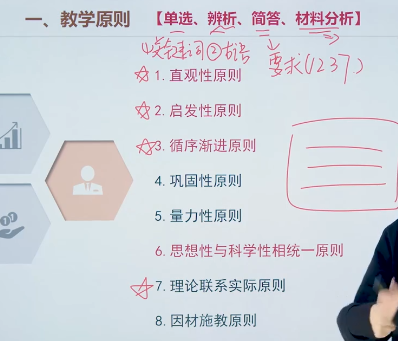 一、教学原则 【单选、辨析、简答、材料分析】
①关键词②古言 要求(1237)
☆1.直观性原则
☆2.启发性原则
☆3.循序渐进原则
4.巩固性原则
5.量力性原则
6.思想性与科学性相统一原则
☆7.理论联系实际原则
8.因材施教原则